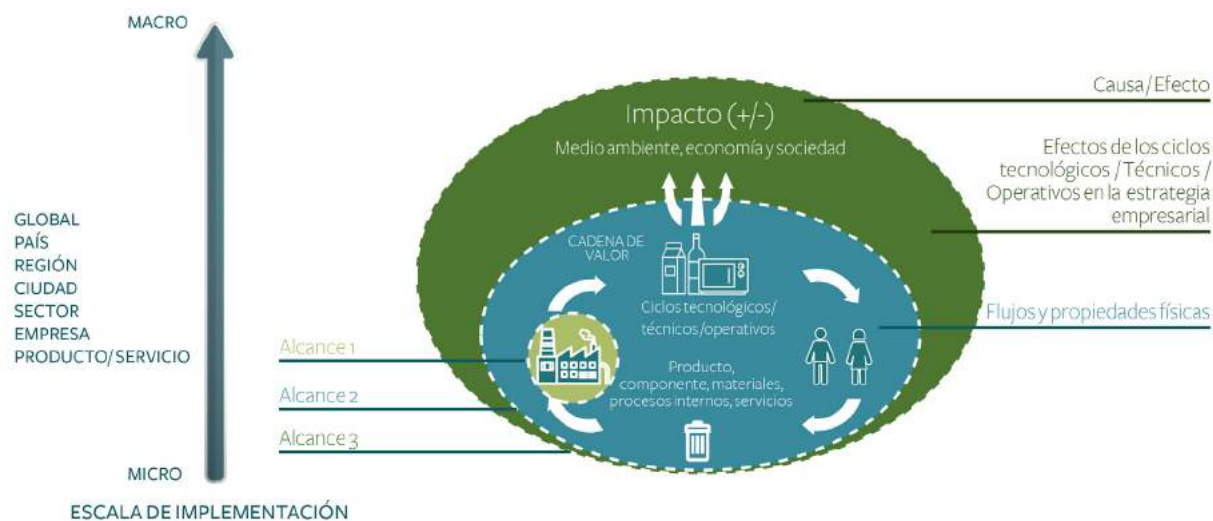 MACRO
GLOBAL
PAÍS
REGIÓN
CIUDAD
SECTOR
EMPRESA
PRODUCTO/SERVICIO
MICRO
ESCALA DE IMPLEMENTACIÓN
Alcance 1
Alcance 2
Alcance 3
Impacto (+/-)
Medio ambiente, economía y sociedad
CADENA DE
VALOR
Ciclos tecnológicos/
técnicos/operativos
Producto,
componente, materiales,
procesos internos, servicios
Causa/Efecto
Efectos de los ciclos
tecnológicos / Técnicos /
Operativos en la estrategia
empresarial
Flujos y propiedades físicas